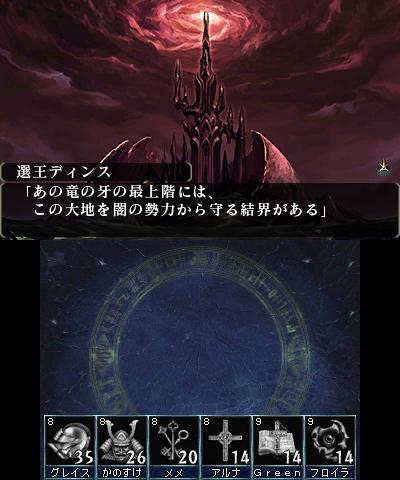 選王ディンス
「あの竜の牙の最上階には、
この大地を闇の勢力から守る結界がある」
8 8 8 8 9 9
35 26 20 14 14 14
グレイス かのすけ メメ アルナ Green フロイラ